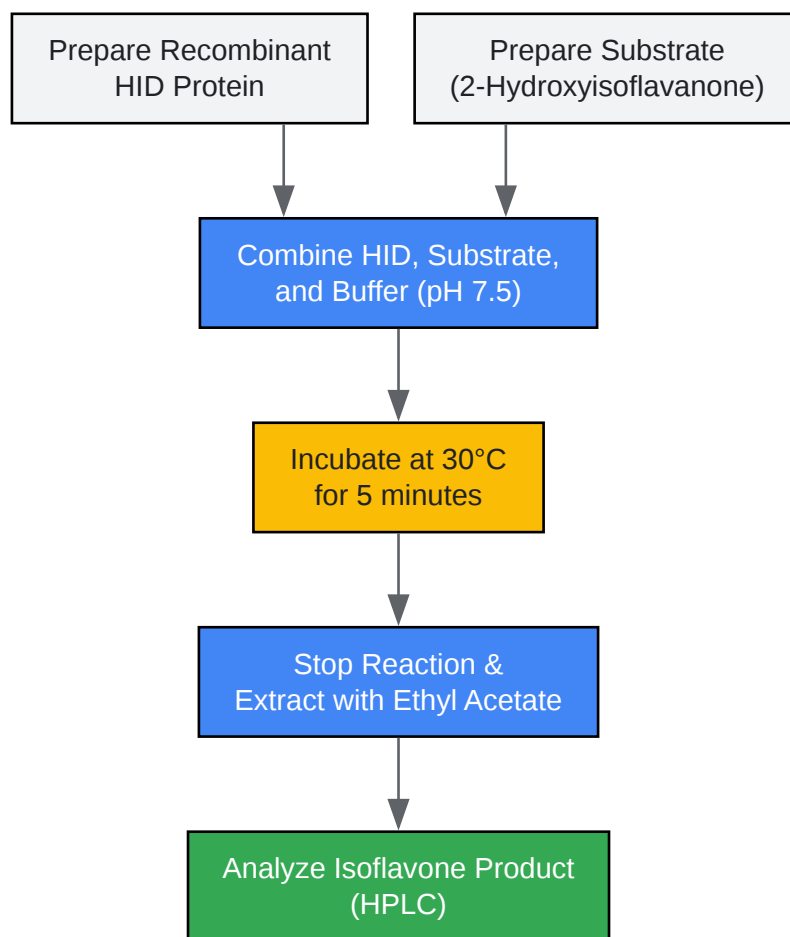 Prepare Recombinant
HID Protein
Prepare Substrate
(2-Hydroxyisoflavanone)
Combine HID, Substrate,
and Buffer (pH 7.5)
Incubate at 30°C
for 5 minutes
Stop Reaction &
Extract with Ethyl Acetate
Analyze Isoflavone Product
(HPLC)